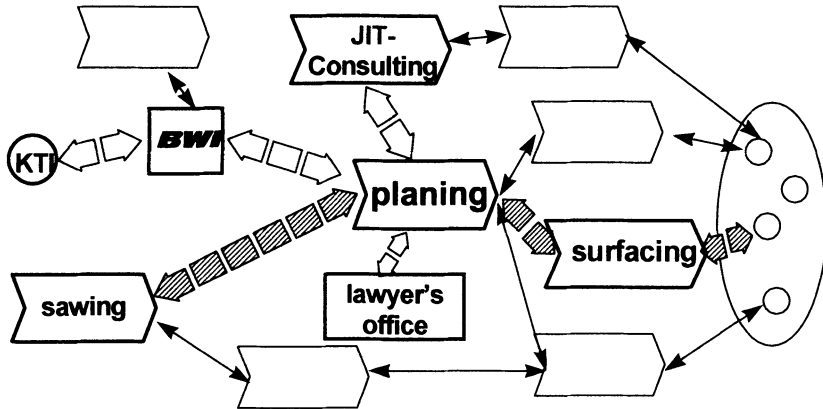 JIT-
Consulting
KTI
BWI
planing
surfacing
sawing
lawyer's
office